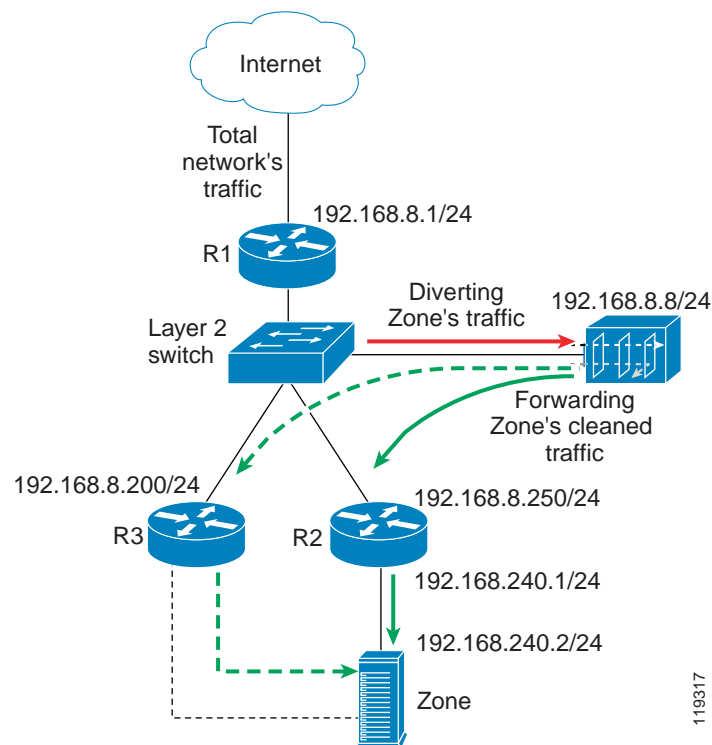 Internet
Total
network's
traffic
192.168.8.1/24
R1
Diverting
Zone's traffic
192.168.8.8/24
Layer 2
switch
Forwarding
Zone's cleaned
traffic
192.168.8.200/24
192.168.8.250/24
R3
R2
192.168.240.1/24
192.168.240.2/24
Zone
119317